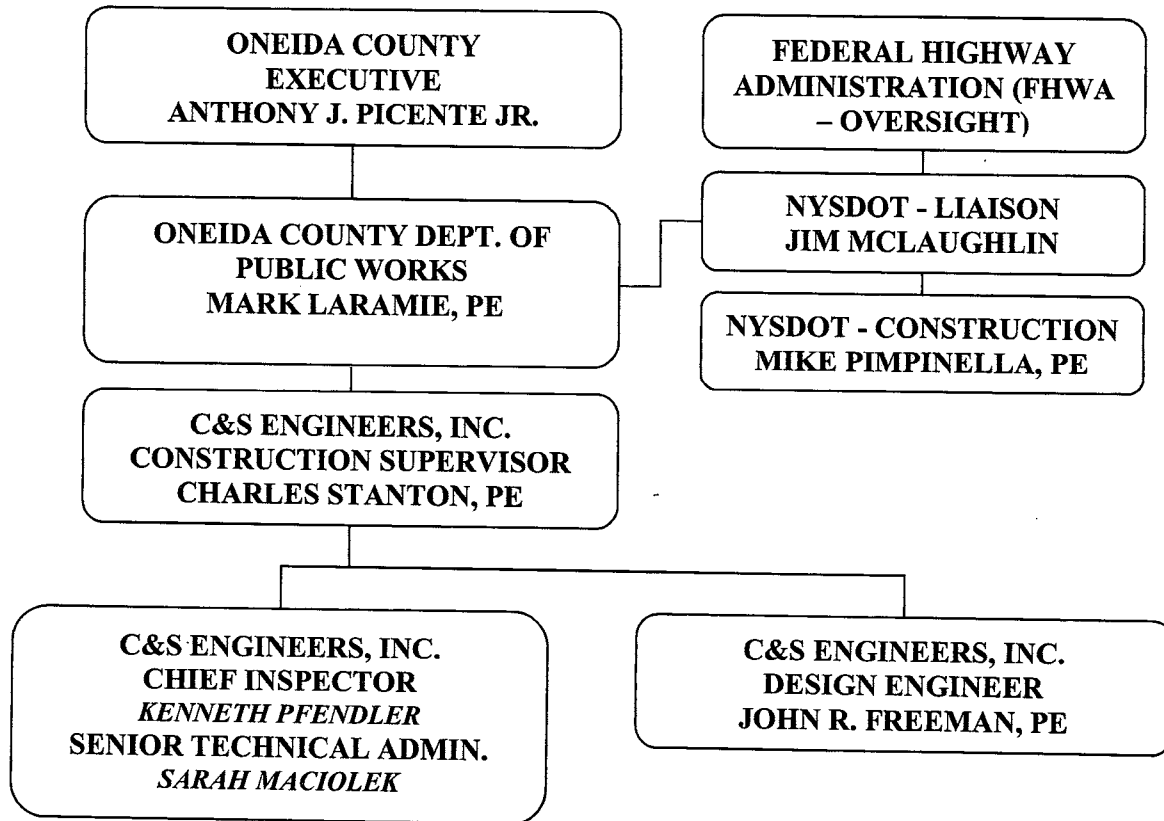 ONEIDA COUNTY
EXECUTIVE
ANTHONY J. PICENTE JR.
FEDERAL HIGHWAY
ADMINISTRATION (FHWA
– OVERSIGHT)
ONEIDA COUNTY DEPT. OF
PUBLIC WORKS
MARK LARAMIE, PE
NYSDOT - LIAISON
JIM MCLAUGHLIN
NYSDOT - CONSTRUCTION
MIKE PIMPINELLA, PE
C&S ENGINEERS, INC.
CONSTRUCTION SUPERVISOR
CHARLES STANTON, PE
C&S ENGINEERS, INC.
CHIEF INSPECTOR
KENNETH PFENDLER
SENIOR TECHNICAL ADMIN.
SARAH MACIOLEK
C&S ENGINEERS, INC.
DESIGN ENGINEER
JOHN R. FREEMAN, PE